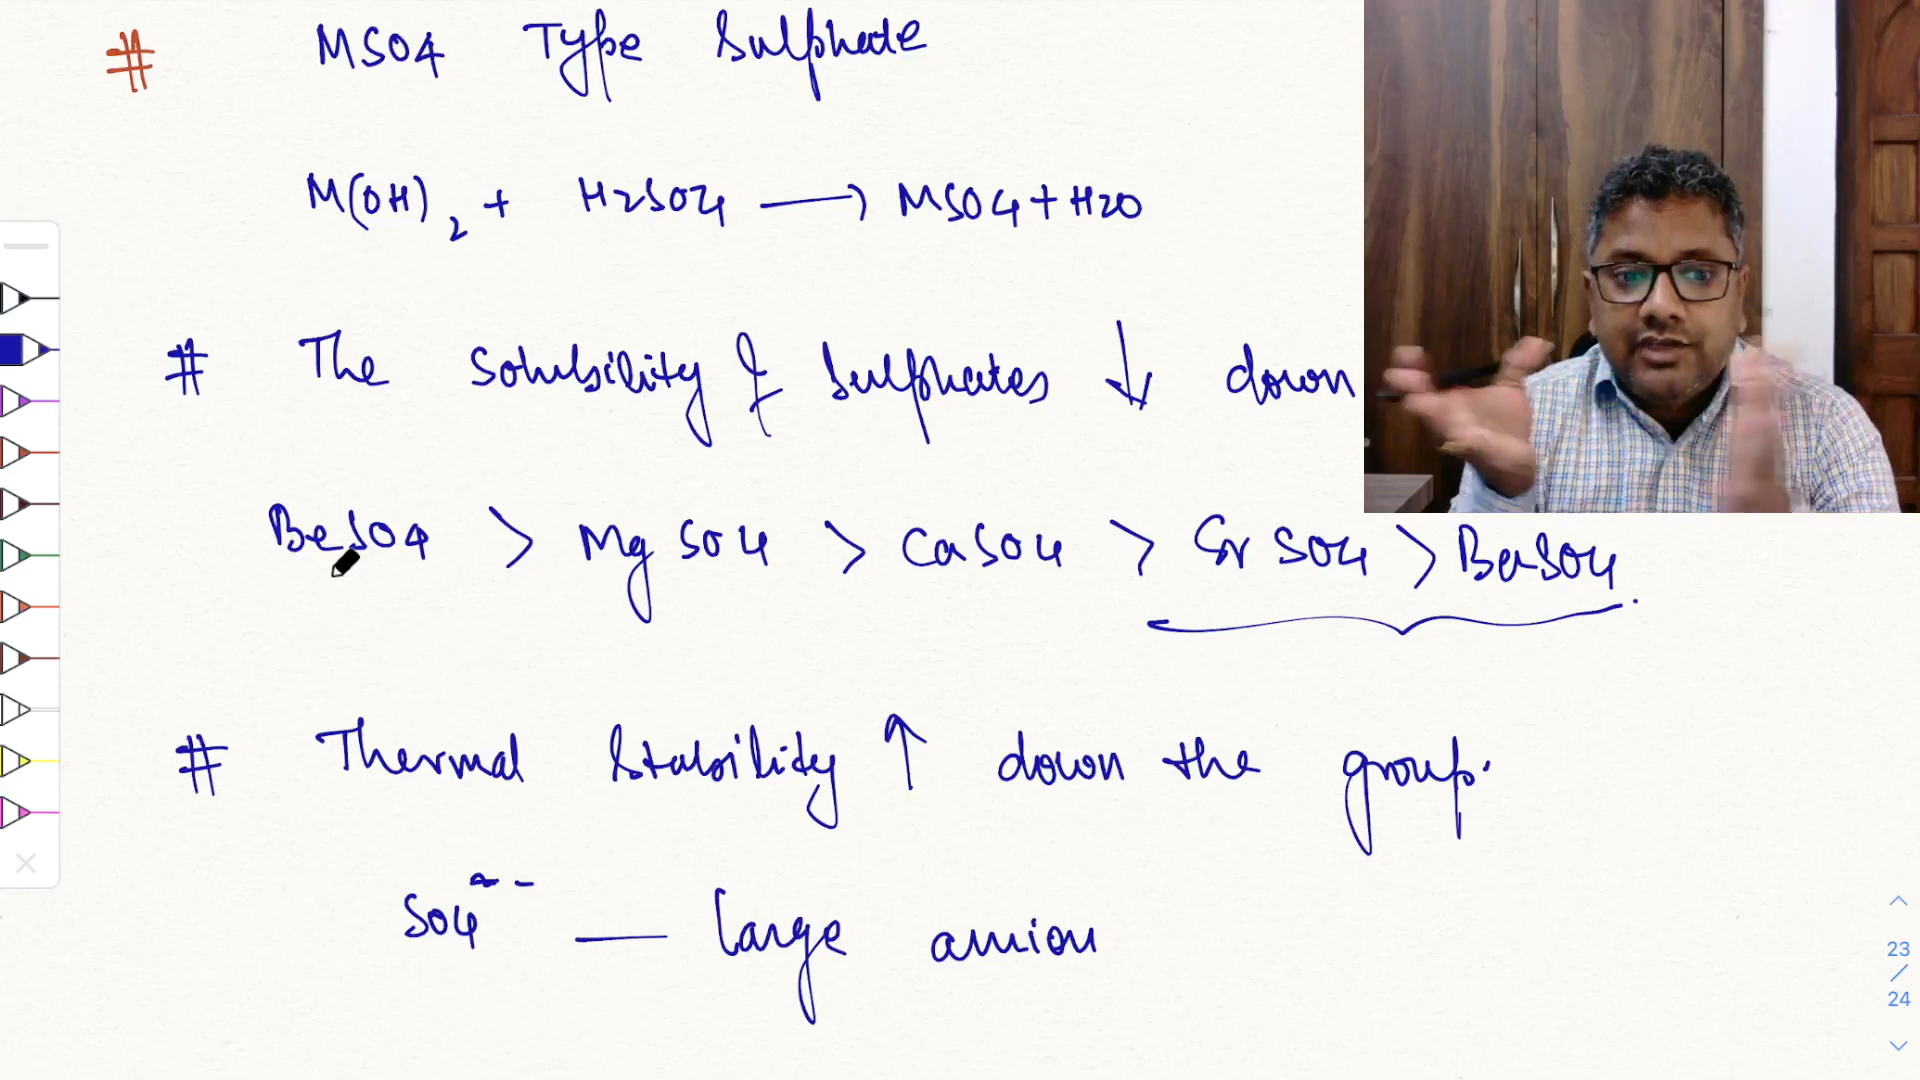 # MSO4 Type Sulphate
M(OH)2 + H2SO4 → MSO4 + H2O
# The Solubility of Sulphates ↓ down
BeSO4 > MgSO4 > CaSO4 > SrSO4 > BaSO4.
# Thermal Stability ↑ down the group.
SO4-- — Large anion
23
/
24